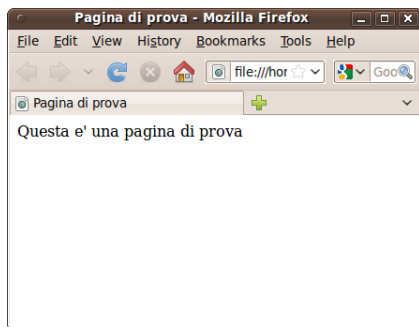 Pagina di prova - Mozilla Firefox
File Edit View History Bookmarks Tools Help
file:///hor Goo
Pagina di prova
Questa e' una pagina di prova